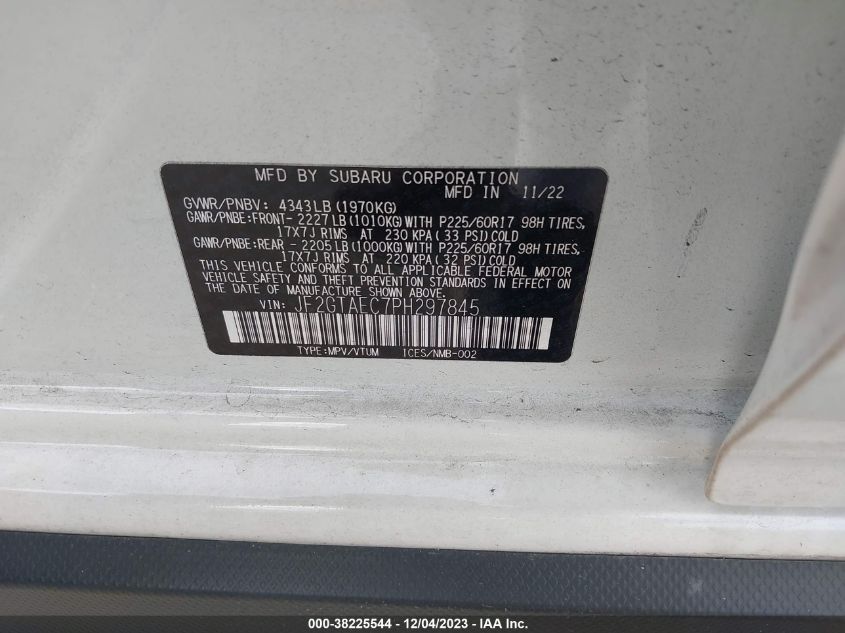 MFD BY SUBARU CORPORATION
MFD IN 11/22
GVWR/PNBV: 4343LB(1970KG)
GAWR/PNBE:FRONT- 2227LB(1010KG)WITH P225/60R17 98H TIRES,
17X7J RIMS AT 230 KPA( 33 PSI)COLD
GAWR/PNBE:REAR - 2205LB(1000KG)WITH P225/60R17 98H TIRES,
17X7J RIMS AT 220 KPA( 32 PSI)COLD
THIS VEHICLE CONFORMS TO ALL APPLICABLE FEDERAL MOTOR
VEHICLE SAFETY AND THEFT PREVENTION STANDARDS IN EFFECT ON
THE DATE OF MANUFACTURE SHOWN ABOVE.
VIN: JF2GTAEC7PH297845
TYPE:MPV/VTUM ICES/NMB-002
000-38225544 - 12/04/2023 - IAA Inc.